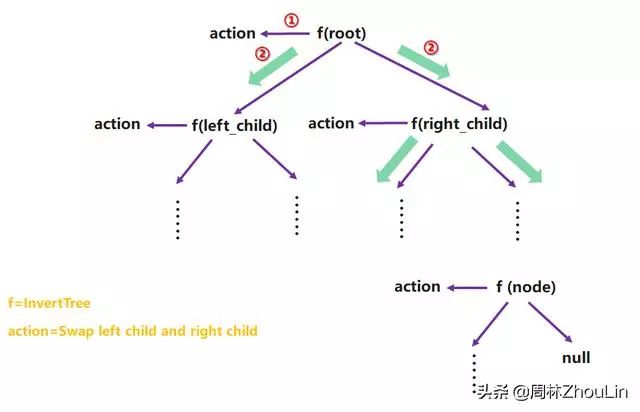 action ① f(root)
② ②
action f(left_child) action f(right_child)
f=InvertTree
action f (node)
action=Swap left child and right child
null
头条 @周林ZhouLin